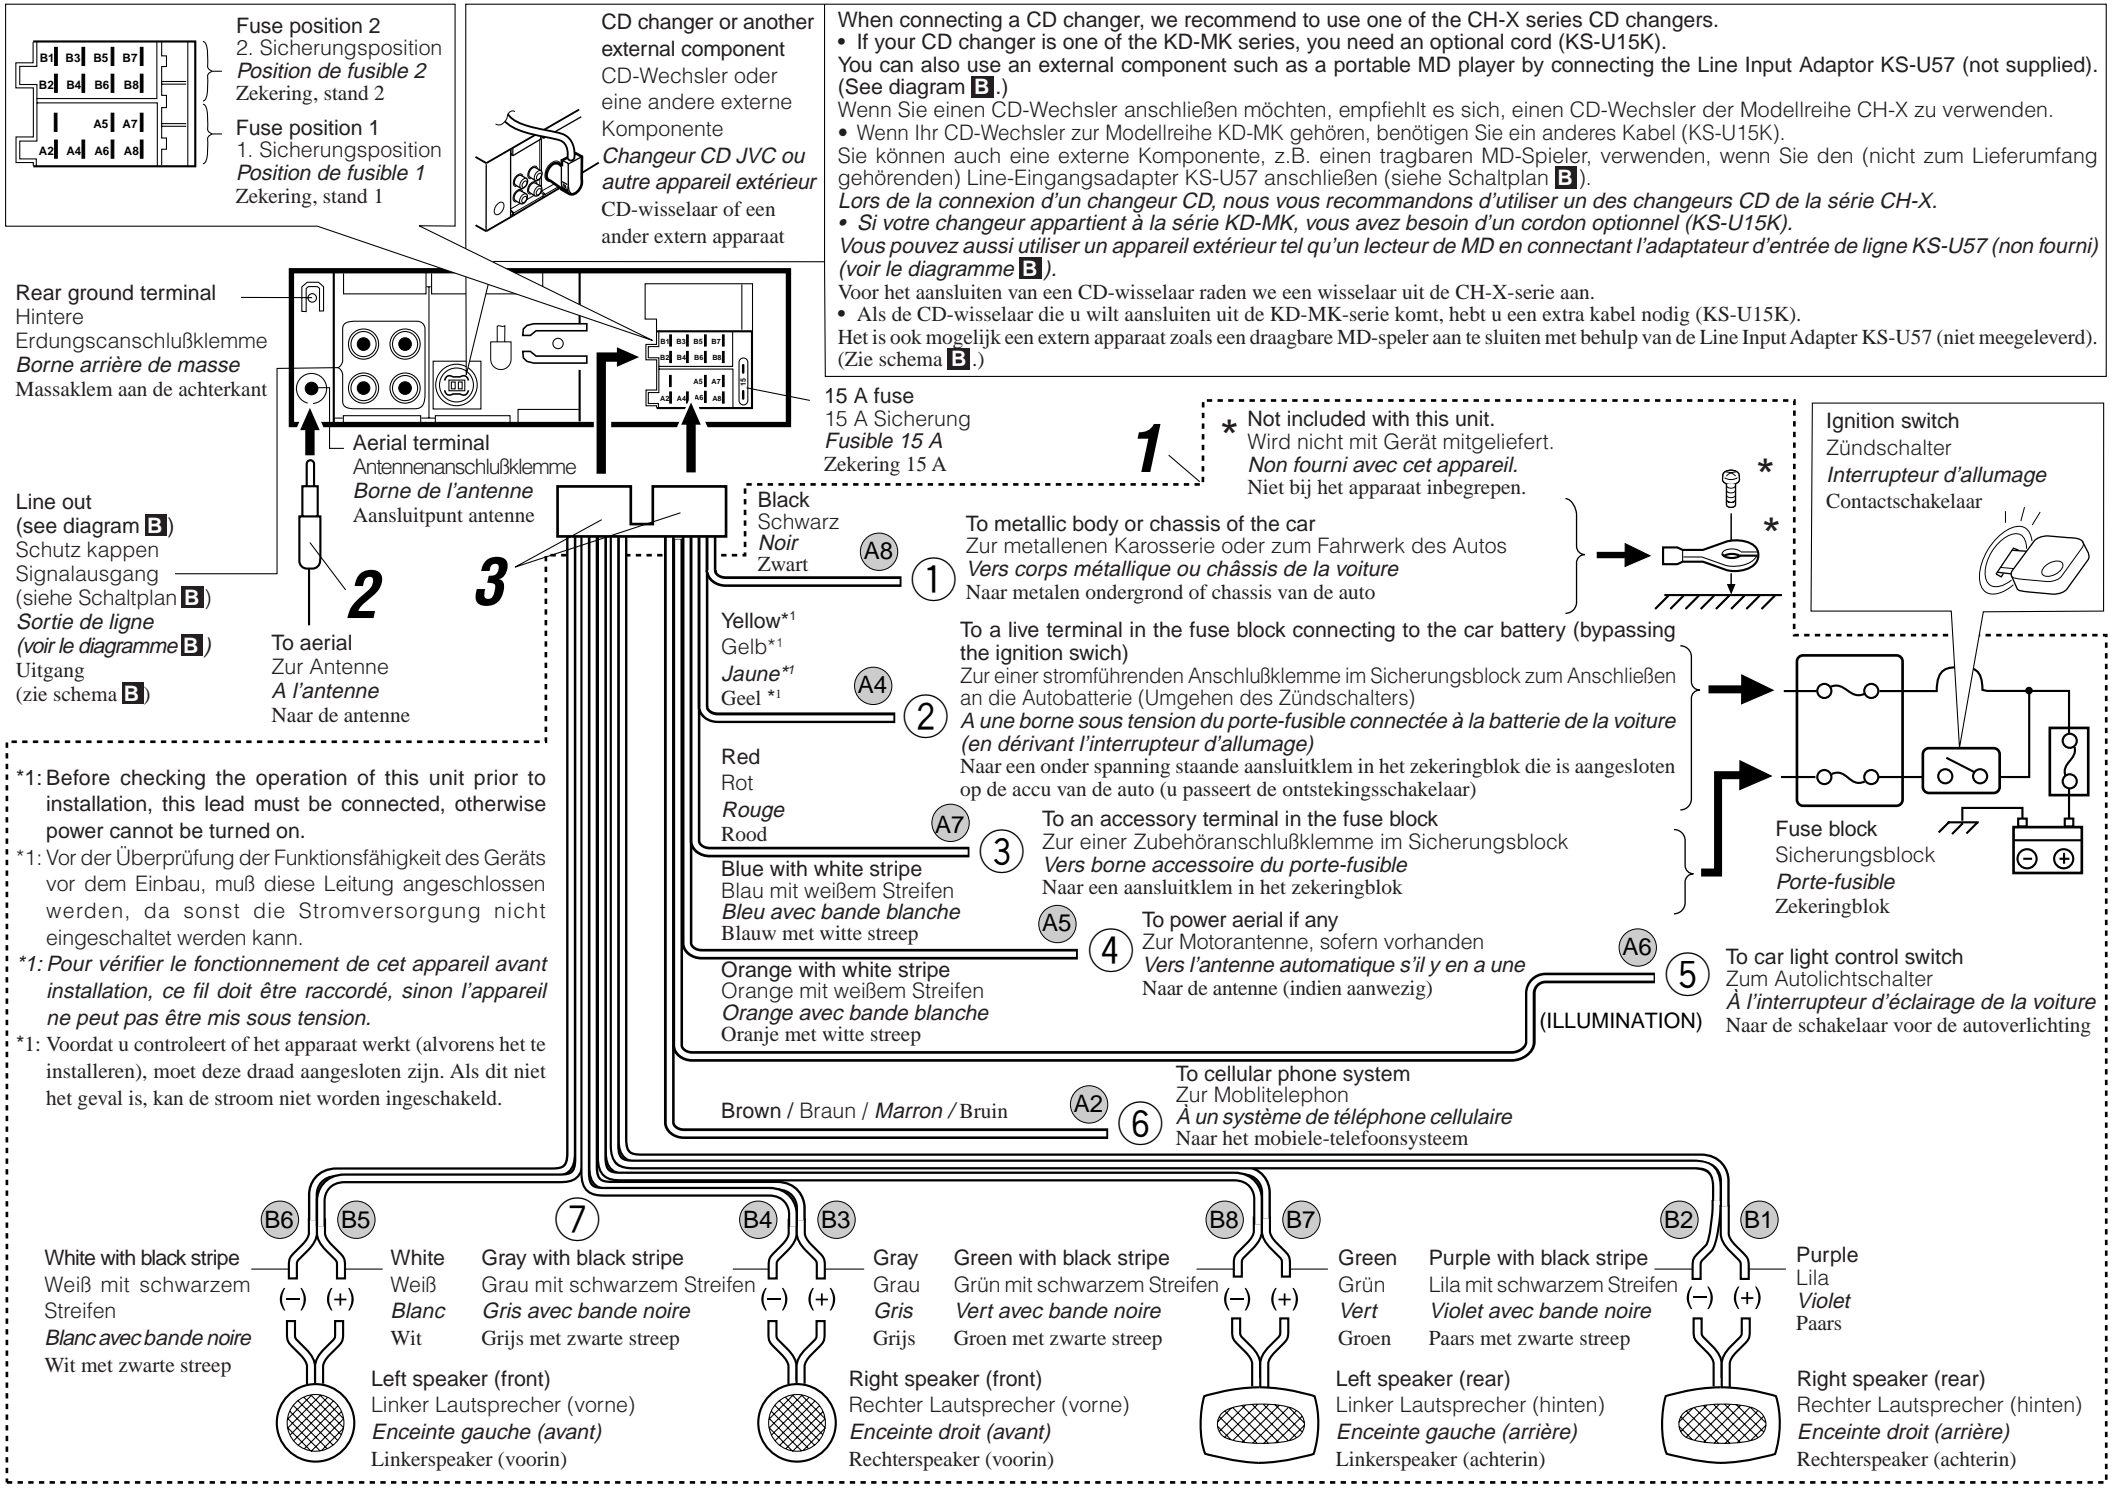 Fuse position 2
2. Sicherungsposition
Position de fusible 2
Zekering, stand 2
B1 B3 B5 B7
B2 B4 B6 B8
Fuse position 1
1. Sicherungsposition
Position de fusible 1
Zekering, stand 1
A5 A7
A2 A4 A6 A8
CD changer or another
external component
CD-Wechsler oder
eine andere externe
Komponente
Changeur CD JVC ou
autre appareil extérieur
CD-wisselaar of een
ander extern apparaat
When connecting a CD changer, we recommend to use one of the CH-X series CD changers.
• If your CD changer is one of the KD-MK series, you need an optional cord (KS-U15K).
You can also use an external component such as a portable MD player by connecting the Line Input Adaptor KS-U57 (not supplied).
(See diagram B .)
Wenn Sie einen CD-Wechsler anschließen möchten, empfiehlt es sich, einen CD-Wechsler der Modellreihe CH-X zu verwenden.
• Wenn Ihr CD-Wechsler zur Modellreihe KD-MK gehören, benötigen Sie ein anderes Kabel (KS-U15K).
Sie können auch eine externe Komponente, z.B. einen tragbaren MD-Spieler, verwenden, wenn Sie den (nicht zum Lieferumfang
gehörenden) Line-Eingangsadapter KS-U57 anschließen (siehe Schaltplan B ).
Lors de la connexion d'un changeur CD, nous vous recommandons d'utiliser un des changeurs CD de la série CH-X.
• Si votre changeur appartient à la série KD-MK, vous avez besoin d'un cordon optionnel (KS-U15K).
Vous pouvez aussi utiliser un appareil extérieur tel qu'un lecteur de MD en connectant l'adaptateur d'entrée de ligne KS-U57 (non fourni)
(voir le diagramme B ).
Voor het aansluiten van een CD-wisselaar raden we een wisselaar uit de CH-X-serie aan.
• Als de CD-wisselaar die u wilt aansluiten uit de KD-MK-serie komt, hebt u een extra kabel nodig (KS-U15K).
Het is ook mogelijk een extern apparaat zoals een draagbare MD-speler aan te sluiten met behulp van de Line Input Adapter KS-U57 (niet meegeleverd).
(Zie schema B .)
Rear ground terminal
Hintere
Erdungscanschlußklemme
Borne arrière de masse
Massaklem aan de achterkant
B1 B3 B5 B7
B2 B4 B6 B8
A5 A7
A2 A4 A6 A8
15
15 A fuse
15 A Sicherung
Fusible 15 A
Zekering 15 A
Aerial terminal
Antennenanschlußklemme
Borne de l'antenne
Aansluitpunt antenne
Line out
(see diagram B )
Schutz kappen
Signalausgang
(siehe Schaltplan B )
Sortie de ligne
(voir le diagramme B )
Uitgang
(zie schema B )
2
To aerial
Zur Antenne
A l'antenne
Naar de antenne
3
1
* Not included with this unit.
Wird nicht mit Gerät mitgeliefert.
Non fourni avec cet appareil.
Niet bij het apparaat inbegrepen.
*
*
Ignition switch
Zündschalter
Interrupteur d'allumage
Contactschakelaar
Black
Schwarz
Noir
Zwart
A8
1
To metallic body or chassis of the car
Zur metallenen Karosserie oder zum Fahrwerk des Autos
Vers corps métallique ou châssis de la voiture
Naar metalen ondergrond of chassis van de auto
Yellow*1
Gelb*1
Jaune*1
Geel *1
A4
2
To a live terminal in the fuse block connecting to the car battery (bypassing
the ignition swich)
Zur einer stromführenden Anschlußklemme im Sicherungsblock zum Anschließen
an die Autobatterie (Umgehen des Zündschalters)
A une borne sous tension du porte-fusible connectée à la batterie de la voiture
(en dérivant l'interrupteur d'allumage)
Naar een onder spanning staande aansluitklem in het zekeringblok die is aangesloten
op de accu van de auto (u passeert de ontstekingsschakelaar)
Red
Rot
Rouge
Rood
A7
3
To an accessory terminal in the fuse block
Zur einer Zubehöranschlußklemme im Sicherungsblock
Vers borne accessoire du porte-fusible
Naar een aansluitklem in het zekeringblok
Fuse block
Sicherungsblock
Porte-fusible
Zekeringblok
Blue with white stripe
Blau mit weißem Streifen
Bleu avec bande blanche
Blauw met witte streep
A5
4
To power aerial if any
Zur Motorantenne, sofern vorhanden
Vers l'antenne automatique s'il y en a une
Naar de antenne (indien aanwezig)
Orange with white stripe
Orange mit weißem Streifen
Orange avec bande blanche
Oranje met witte streep
A6
5
(ILLUMINATION)
To car light control switch
Zum Autolichtschalter
À l'interrupteur d'éclairage de la voiture
Naar de schakelaar voor de autoverlichting
Brown / Braun / Marron / Bruin
A2
6
To cellular phone system
Zur Moblitelephon
À un système de téléphone cellulaire
Naar het mobiele-telefoonsysteem
*1: Before checking the operation of this unit prior to
installation, this lead must be connected, otherwise
power cannot be turned on.
*1: Vor der Überprüfung der Funktionsfähigkeit des Geräts
vor dem Einbau, muß diese Leitung angeschlossen
werden, da sonst die Stromversorgung nicht
eingeschaltet werden kann.
*1: Pour vérifier le fonctionnement de cet appareil avant
installation, ce fil doit être raccordé, sinon l'appareil
ne peut pas être mis sous tension.
*1: Voordat u controleert of het apparaat werkt (alvorens het te
installeren), moet deze draad aangesloten zijn. Als dit niet
het geval is, kan de stroom niet worden ingeschakeld.
B6 B5
7
B4 B3
B8 B7
B2 B1
White with black stripe
Weiß mit schwarzem
Streifen
Blanc avec bande noire
Wit met zwarte streep
(–) (+)
White
Weiß
Blanc
Wit
Left speaker (front)
Linker Lautsprecher (vorne)
Enceinte gauche (avant)
Linkerspeaker (voorin)
Gray with black stripe
Grau mit schwarzem Streifen
Gris avec bande noire
Grijs met zwarte streep
(–) (+)
Gray
Grau
Gris
Grijs
Right speaker (front)
Rechter Lautsprecher (vorne)
Enceinte droit (avant)
Rechterspeaker (voorin)
Green with black stripe
Grün mit schwarzem Streifen
Vert avec bande noire
Groen met zwarte streep
(–) (+)
Green
Grün
Vert
Groen
Left speaker (rear)
Linker Lautsprecher (hinten)
Enceinte gauche (arrière)
Linkerspeaker (achterin)
Purple with black stripe
Lila mit schwarzem Streifen
Violet avec bande noire
Paars met zwarte streep
(–) (+)
Purple
Lila
Violet
Paars
Right speaker (rear)
Rechter Lautsprecher (hinten)
Enceinte droit (arrière)
Rechterspeaker (achterin)